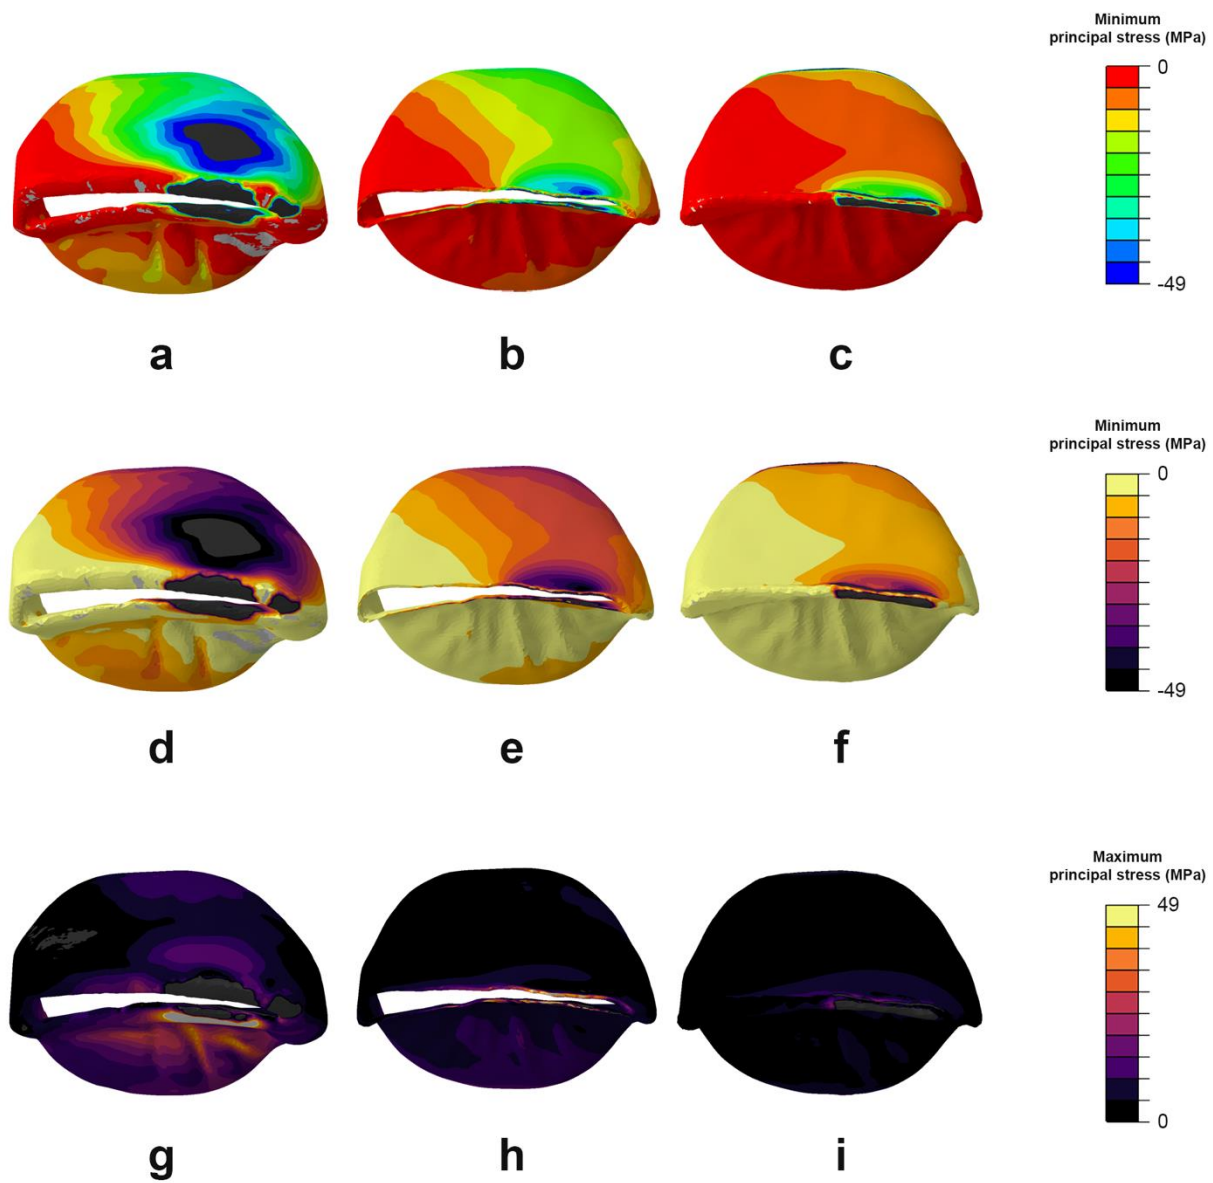 Minimum
principal stress (MPa)
0
-49
a
b
c
Minimum
principal stress (MPa)
0
-49
d
e
f
Maximum
principal stress (MPa)
49
0
g
h
i